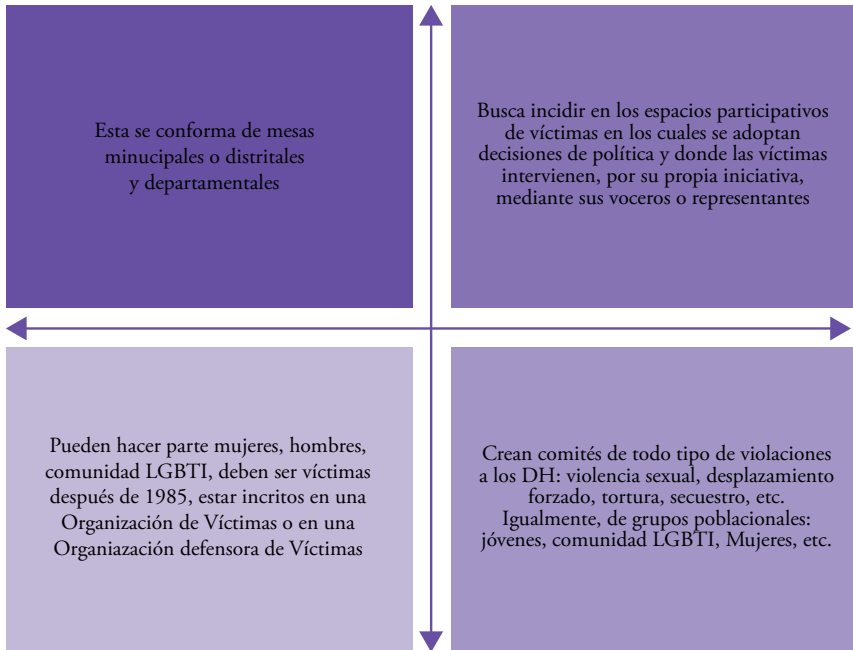 Esta se conforma de mesas
minucipales o distritales
y departamentales
Busca incidir en los espacios participativos
de víctimas en los cuales se adoptan
decisiones de política y donde las víctimas
intervienen, por su propia iniciativa,
mediante sus voceros o representantes
Pueden hacer parte mujeres, hombres,
comunidad LGBTI, deben ser víctimas
después de 1985, estar incritos en una
Organización de Víctimas o en una
Organiazación defensora de Víctimas
Crean comités de todo tipo de violaciones
a los DH: violencia sexual, desplazamiento
forzado, tortura, secuestro, etc.
Igualmente, de grupos poblacionales:
jóvenes, comunidad LGBTI, Mujeres, etc.